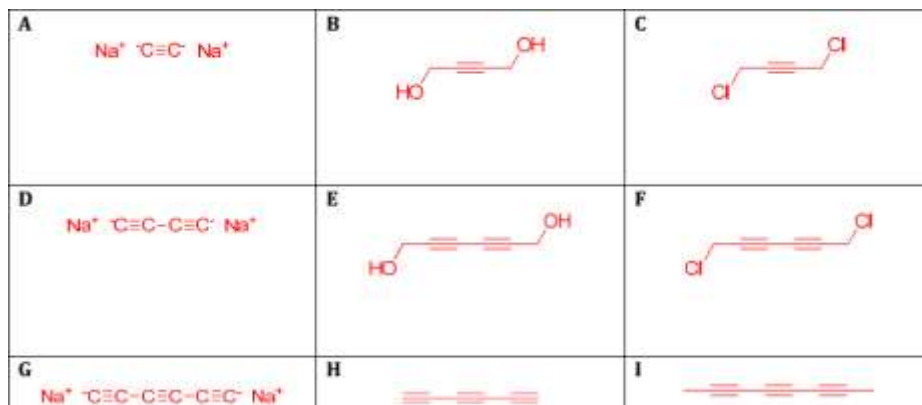 A
Na⁺ ⁻C≡C⁻ Na⁺
B
OH
HO
C
Cl
Cl
D
Na⁺ ⁻C≡C–C≡C⁻ Na⁺
E
OH
HO
F
Cl
Cl
G
Na⁺ ⁻C≡C–C≡C–C≡C⁻ Na⁺
H
I